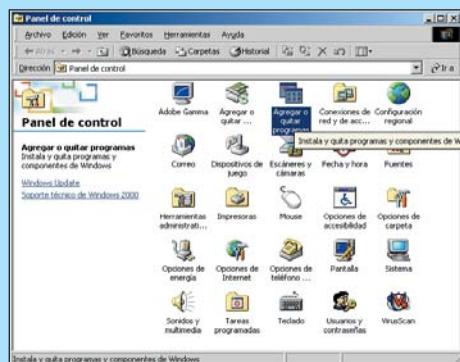 Panel de control
Archivo Edición Ver Favoritos Herramientas Ayuda
Atrás Búsqueda Carpetas Historial
Dirección Panel de control Ir a
Panel de control
Agregar o quitar programas
Instala y quita programas y
componentes de Windows
Windows Update
Soporte técnico de Windows 2000
Adobe Gamma
Agregar o
quitar ...
Agregar o
quitar
programas
Conexiones de
red y de acc...
Configuración
regional
Instala y quita programas y componentes de W
Correo
Dispositivos de
juego
Escáneres y
cámaras
Fecha y hora
Fuentes
Herramientas
administrati...
Impresoras
Mouse
Opciones de
accesibilidad
Opciones de
carpeta
Opciones de
energía
Opciones de
Internet
Opciones de
teléfono ...
Pantalla
Sistema
Sonidos y
multimedia
Tareas
programadas
Teclado
Usuarios y
contraseñas
VirusScan
Instala y quita programas y componentes de Windows